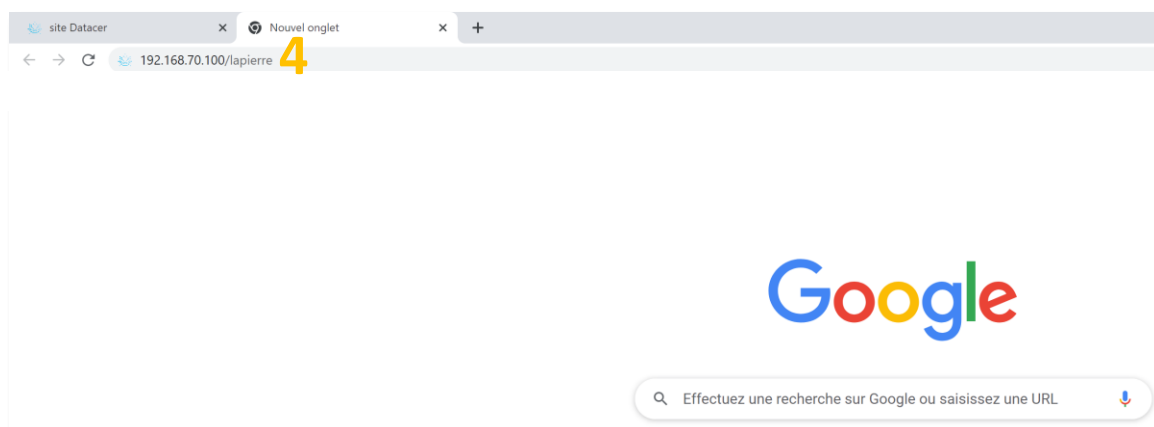 site Datacer
Nouvel onglet
192.168.70.100/lapierre
4
Google
Effectuez une recherche sur Google ou saisissez une URL